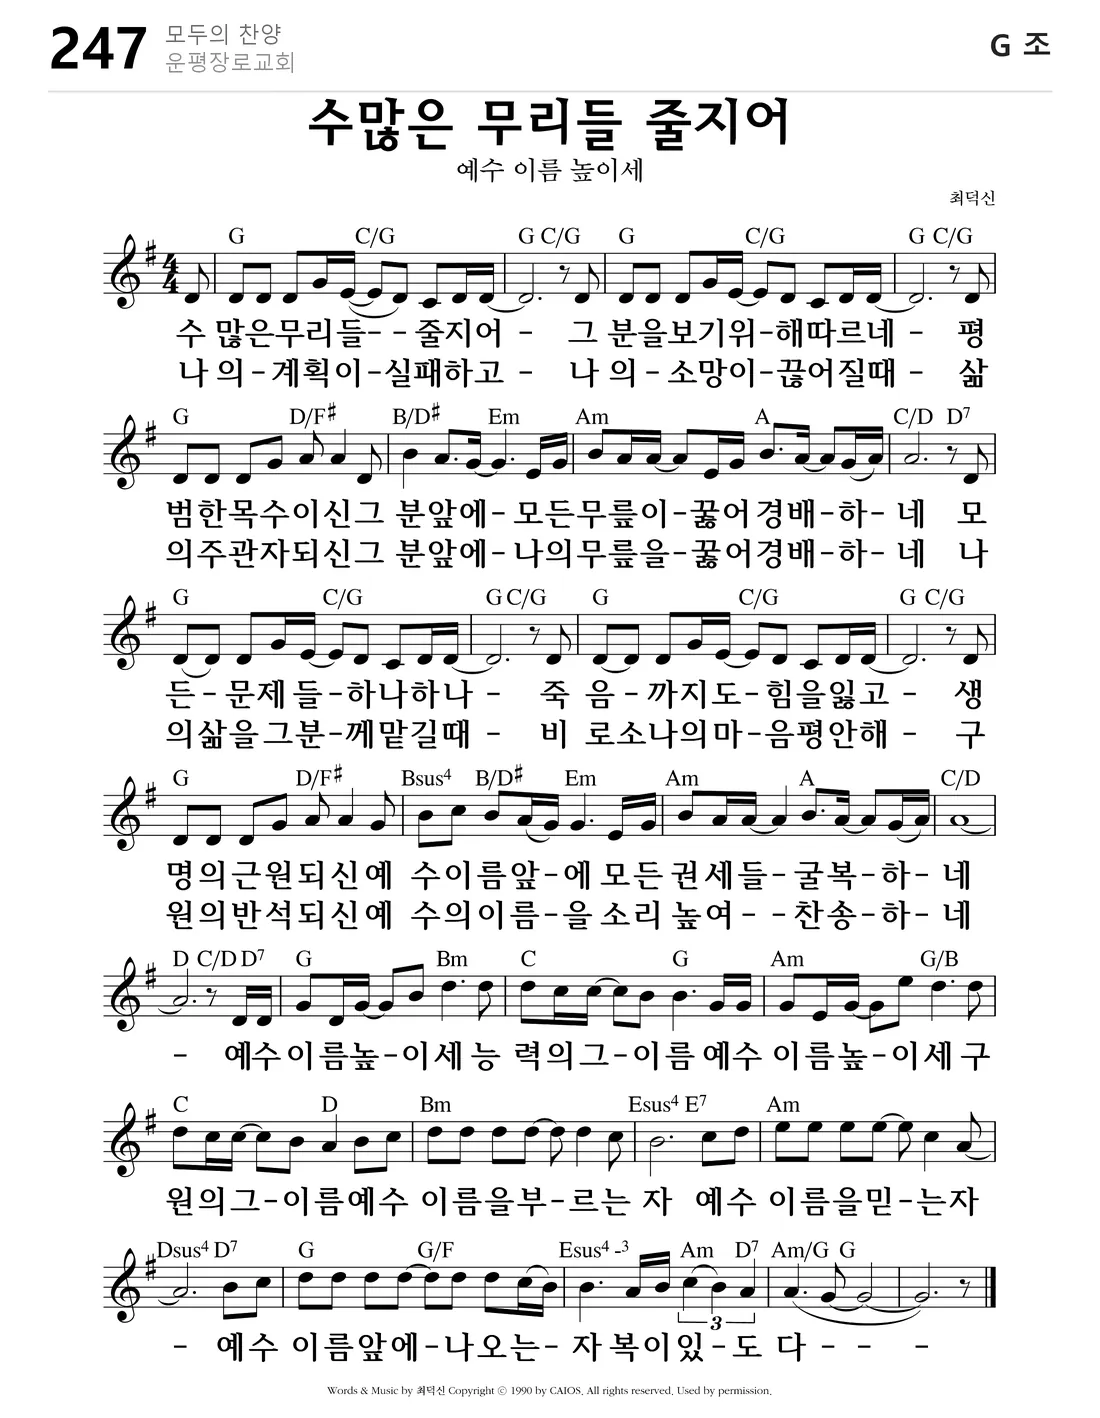 247
모두의 찬양
운평장로교회
G 조
수많은 무리들 줄지어
예수 이름 높이세
최덕신
G C/G G C/G G C/G G C/G
수 많은무리들- - 줄지어 - 그 분을보기위-해따르네 - 평
나 의-계획이-실패하고 - 나 의-소망이-끊어질때 - 삶
G D/F♯ B/D♯ Em Am A C/D D7
범한목수이신그 분앞에- 모든무릎이-꿇어경배-하- 네 모
의주관자되신그 분앞에-나의무릎을-꿇어경배-하- 네 나
G C/G G C/G G C/G G C/G
든-문제들-하나하나 - 죽 음-까지도-힘을잃고 - 생
의삶을그분-께맡길때 - 비 로소나의마-음평안해 - 구
G D/F♯ Bsus4 B/D♯ Em Am A C/D
명의근원되신예 수이름앞-에 모든권세들-굴복-하- 네
원의반석되신예 수의이름-을 소리높여- -찬송-하- 네
D C/D D7 G Bm C G Am G/B
- 예수이름높-이세능 력의그-이름 예수 이름높-이세구
C D Bm Esus4 E7 Am
원의그-이름예수 이름을부-르는 자 예수 이름을믿-는자
Dsus4 D7 G G/F Esus4 -3 Am D7 Am/G G
- 예수 이름앞에-나오는- 자복이있-도 다- - -
3
Words & Music by 최덕신 Copyright ⓒ 1990 by CAIOS. All rights reserved. Used by permission.